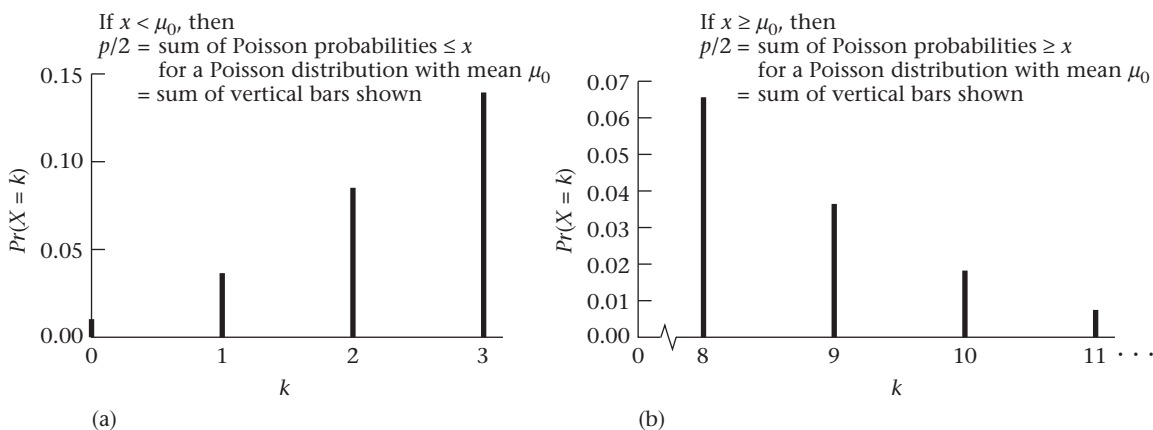 If x < μ₀, then
p/2 = sum of Poisson probabilities ≤ x
for a Poisson distribution with mean μ₀
= sum of vertical bars shown
0.15
0.10
0.05
0.00
Pr(X = k)
0 1 2 3
k
(a)
If x ≥ μ₀, then
p/2 = sum of Poisson probabilities ≥ x
for a Poisson distribution with mean μ₀
= sum of vertical bars shown
0.07
0.06
0.05
0.04
0.03
0.02
0.01
0.00
Pr(X = k)
0 8 9 10 11 · · ·
k
(b)